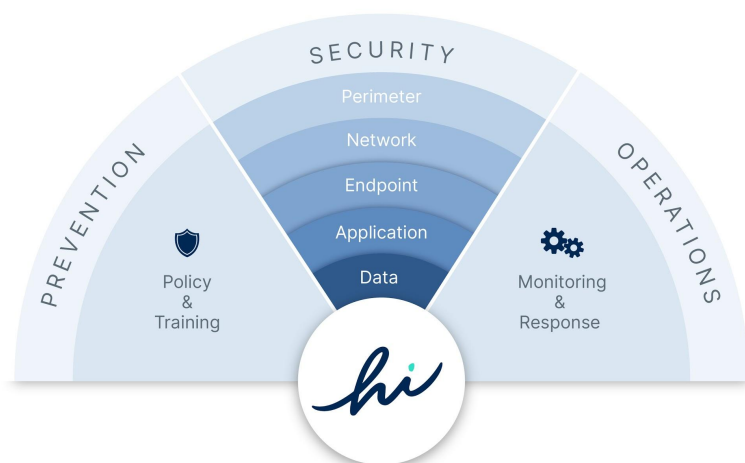 SECURITY
PREVENTION
OPERATIONS
Perimeter
Network
Endpoint
Application
Data
Policy
&
Training
Monitoring
&
Response
hi